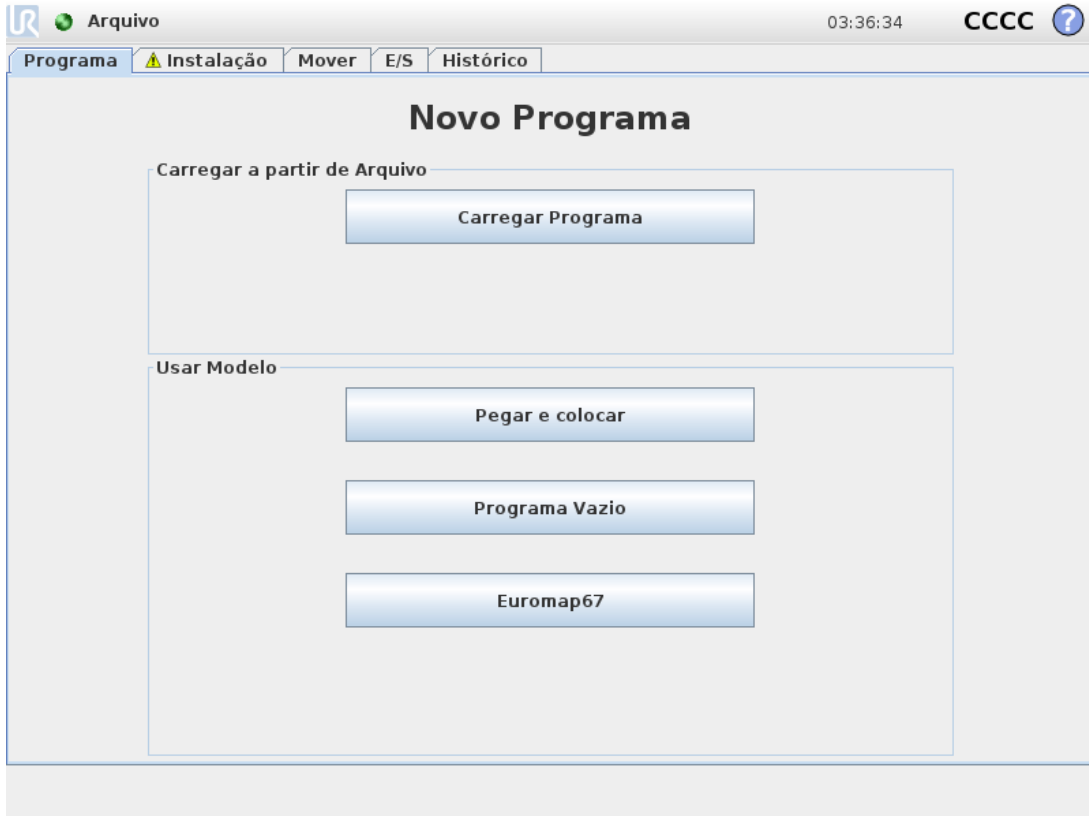 UR Arquivo 03:36:34 CCCC ?
Programa Instalação Mover E/S Histórico
Novo Programa
Carregar a partir de Arquivo
Carregar Programa
Usar Modelo
Pegar e colocar
Programa Vazio
Euromap67